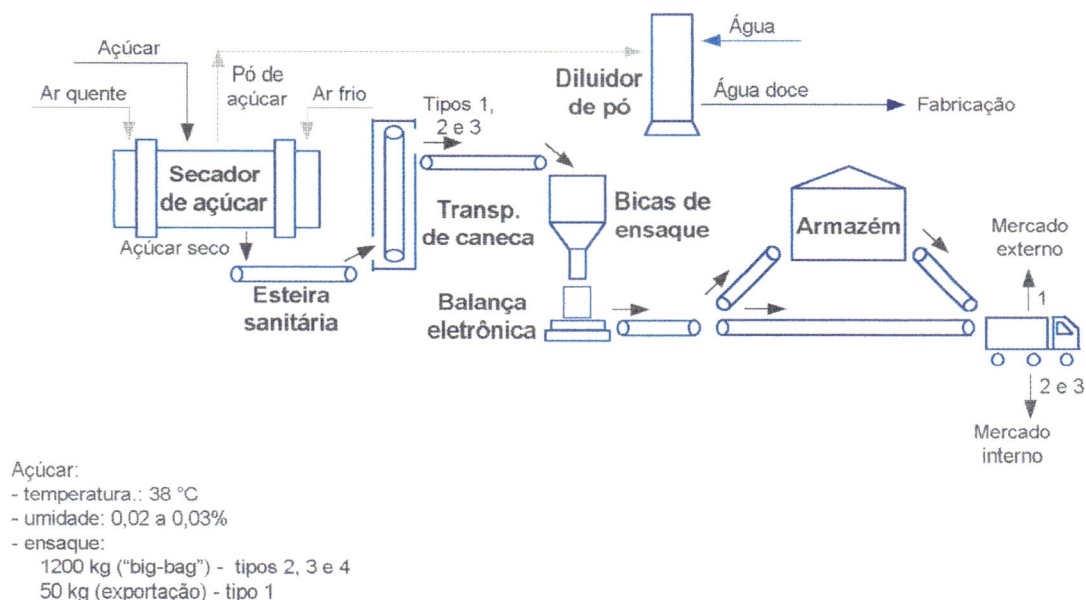 Açúcar
Ar quente
Pó de
açúcar
Ar frio
Secador
de açúcar
Açúcar seco
Esteira
sanitária
Tipos 1,
2 e 3
Transp.
de caneca
Diluidor
de pó
Água
Água doce
Fabricação
Bicas de
ensaque
Balança
eletrônica
Armazém
Mercado
externo
1
2 e 3
Mercado
interno
Açúcar:
- temperatura.: 38 °C
- umidade: 0,02 a 0,03%
- ensaque:
1200 kg ("big-bag") - tipos 2, 3 e 4
50 kg (exportação) - tipo 1